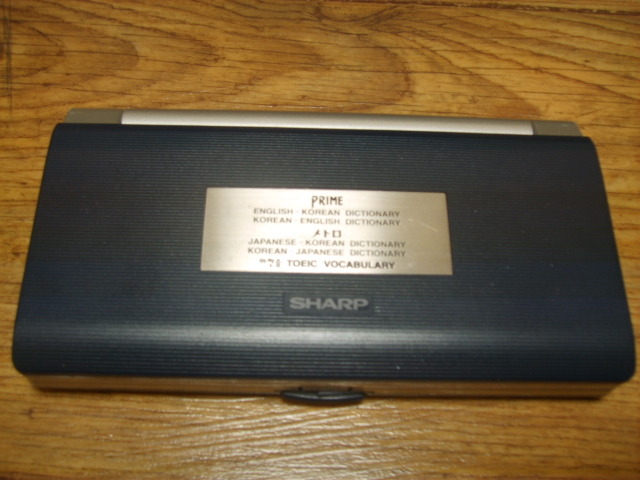 PRIME
ENGLISH·KOREAN DICTIONARY
KOREAN·ENGLISH DICTIONARY
メトロ
JAPANESE·KOREAN DICTIONARY
KOREAN·JAPANESE DICTIONARY
TOEIC VOCABULARY
SHARP